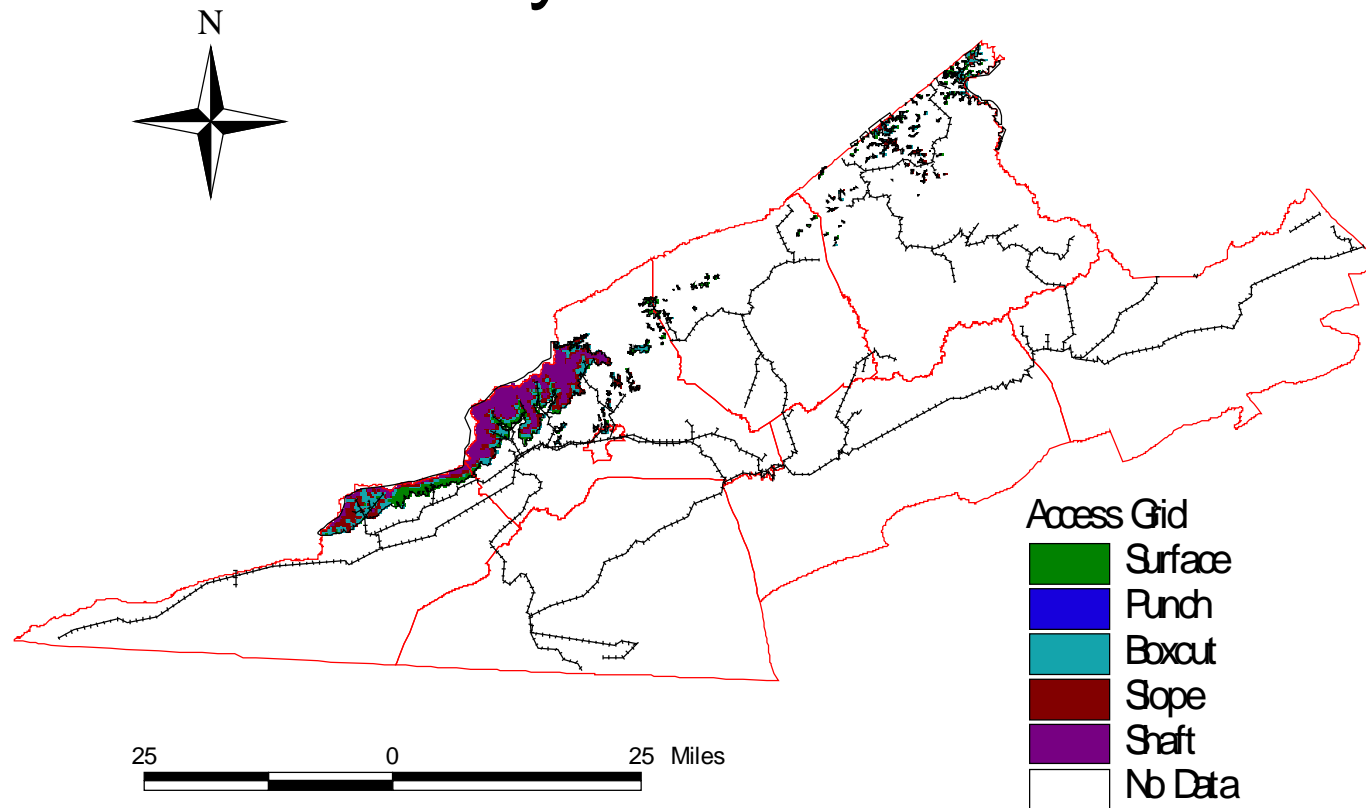 N
Access Grid
Surface
Punch
Boxcut
Slope
Shaft
No Data
25 0 25 Miles